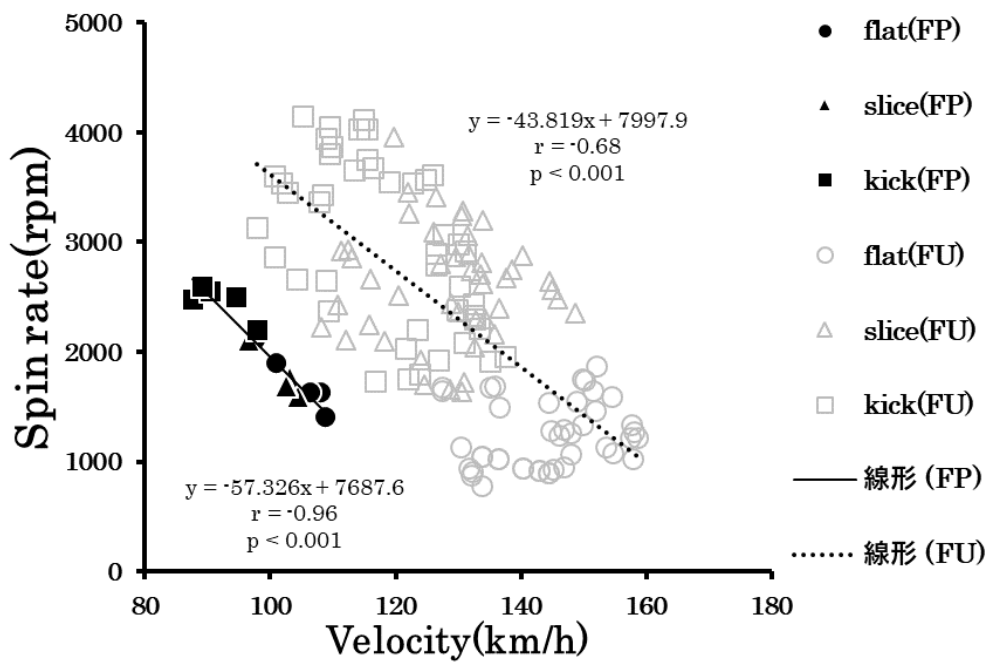 5000
4000
3000
2000
1000
0
80
100
120
140
160
180
Spin rate(rpm)
Velocity(km/h)
y = -43.819x + 7997.9
r = -0.68
p < 0.001
y = -57.326x + 7687.6
r = -0.96
p < 0.001
flat(FP)
slice(FP)
kick(FP)
flat(FU)
slice(FU)
kick(FU)
線形 (FP)
線形 (FU)